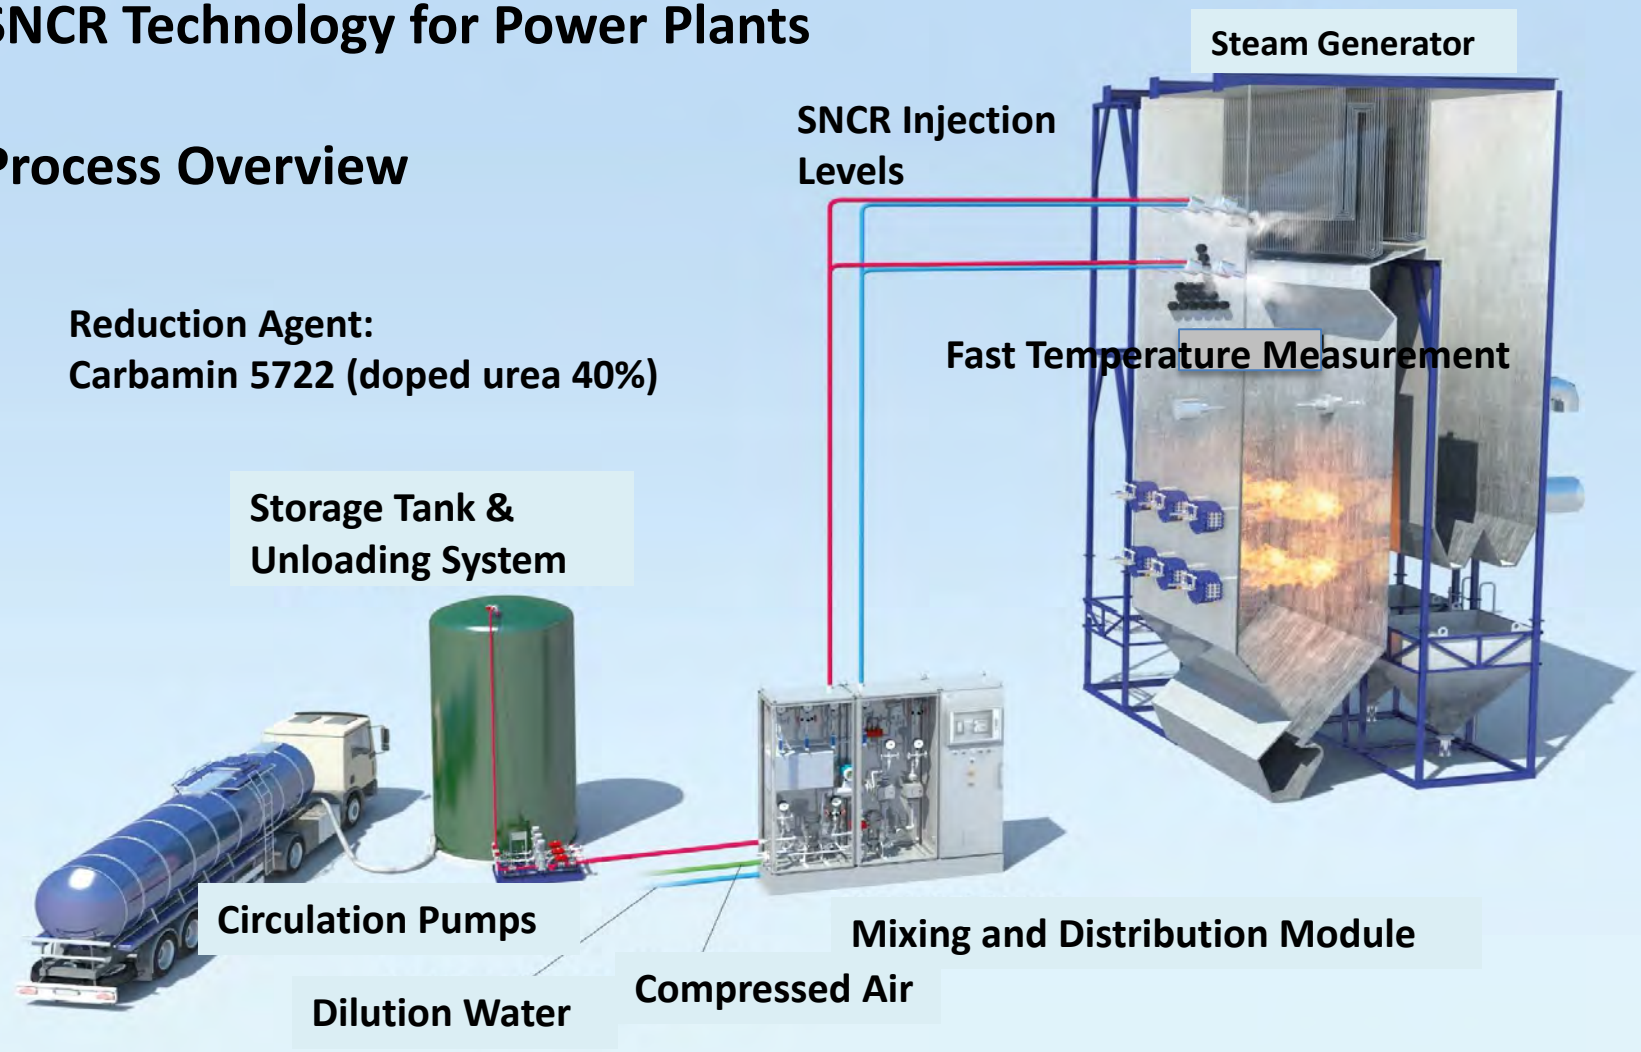 SNCR Technology for Power Plants
Process Overview
Steam Generator
SNCR Injection
Levels
Reduction Agent:
Carbamin 5722 (doped urea 40%)
Fast Temperature Measurement
Storage Tank &
Unloading System
Circulation Pumps
Mixing and Distribution Module
Compressed Air
Dilution Water